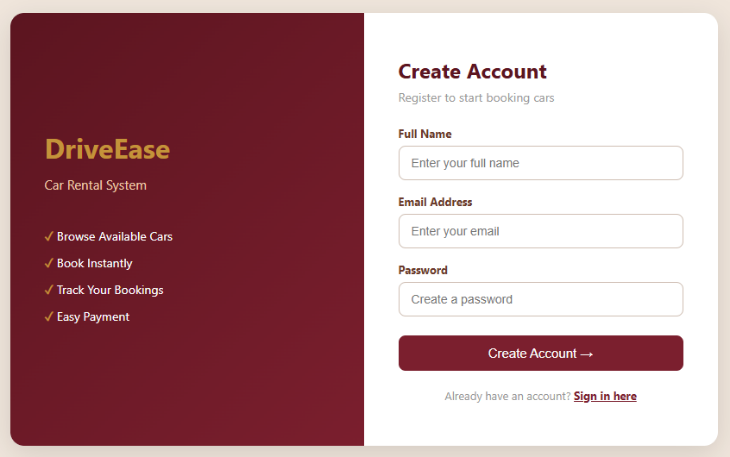 DriveEase
Car Rental System
✓ Browse Available Cars
✓ Book Instantly
✓ Track Your Bookings
✓ Easy Payment
Create Account
Register to start booking cars
Full Name
Enter your full name
Email Address
Enter your email
Password
Create a password
Create Account →
Already have an account? Sign in here